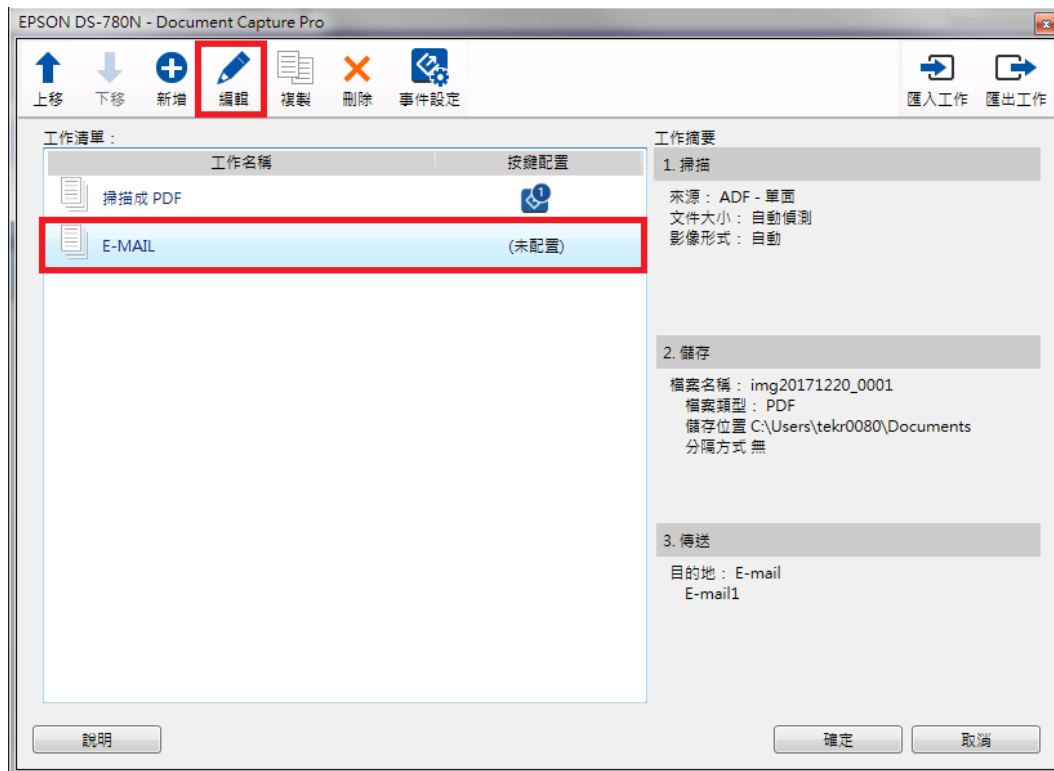 EPSON DS-780N - Document Capture Pro
上移 下移 新增 編輯 複製 刪除 事件設定 匯入工作 匯出工作
工作清單：
工作名稱 按鍵配置
掃描成 PDF 1
E-MAIL (未配置)
工作摘要
1. 掃描
來源： ADF - 單面
文件大小： 自動偵測
影像形式： 自動
2. 儲存
檔案名稱： img20171220_0001
檔案類型： PDF
儲存位置 C:\Users\tekr0080\Documents
分隔方式 無
3. 傳送
目的地： E-mail
E-mail1
說明 確定 取消